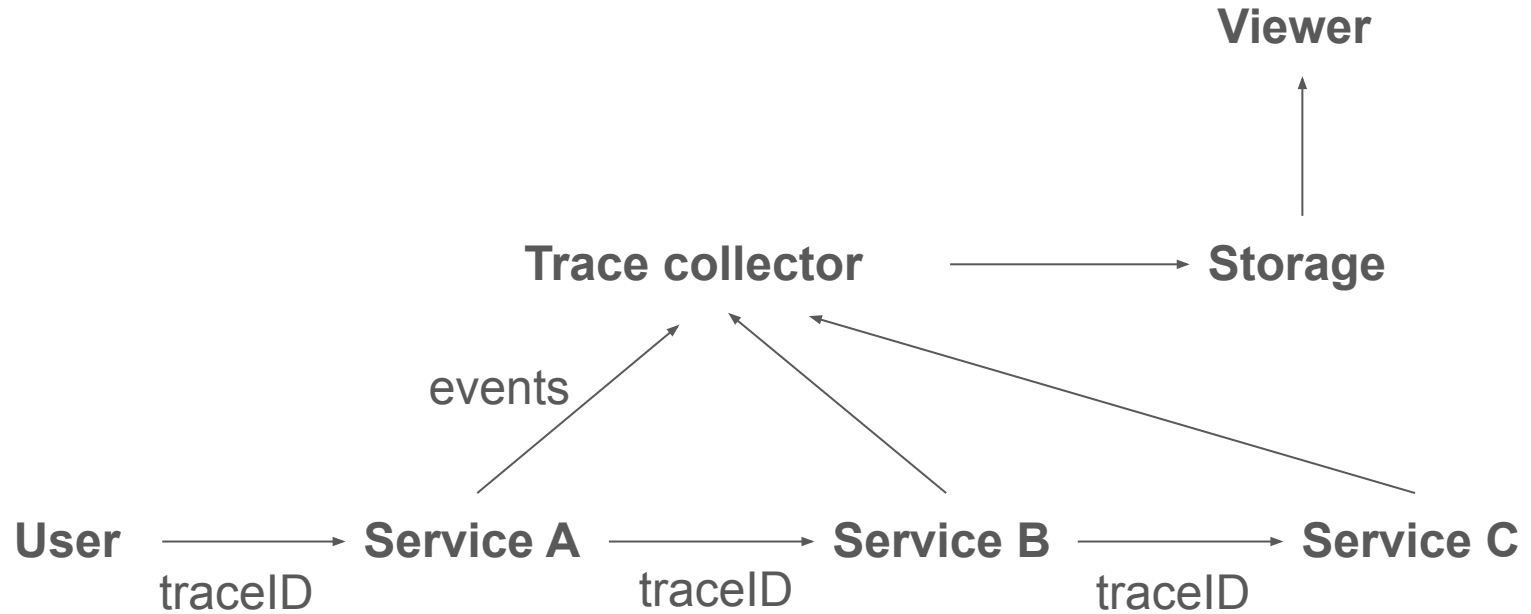 Viewer
Trace collector
Storage
events
User
Service A
Service B
Service C
traceID
traceID
traceID